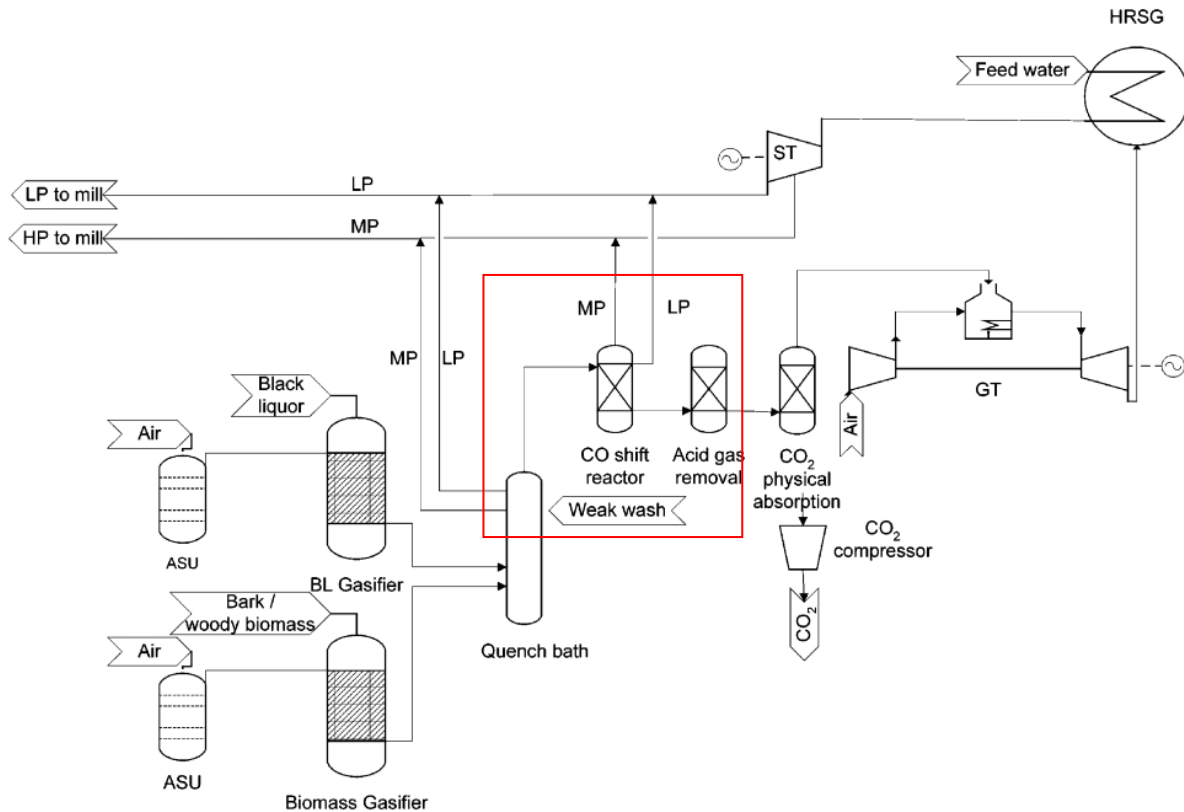 HRSG
Feed water
ST
LP to mill
LP
HP to mill
MP
MP
LP
MP
LP
Black
liquor
Air
ASU
BL Gasifier
CO shift
reactor
Acid gas
removal
CO₂
physical
absorption
Air
GT
Weak wash
CO₂
compressor
CO₂
Bark /
woody biomass
Air
Quench bath
ASU
Biomass Gasifier